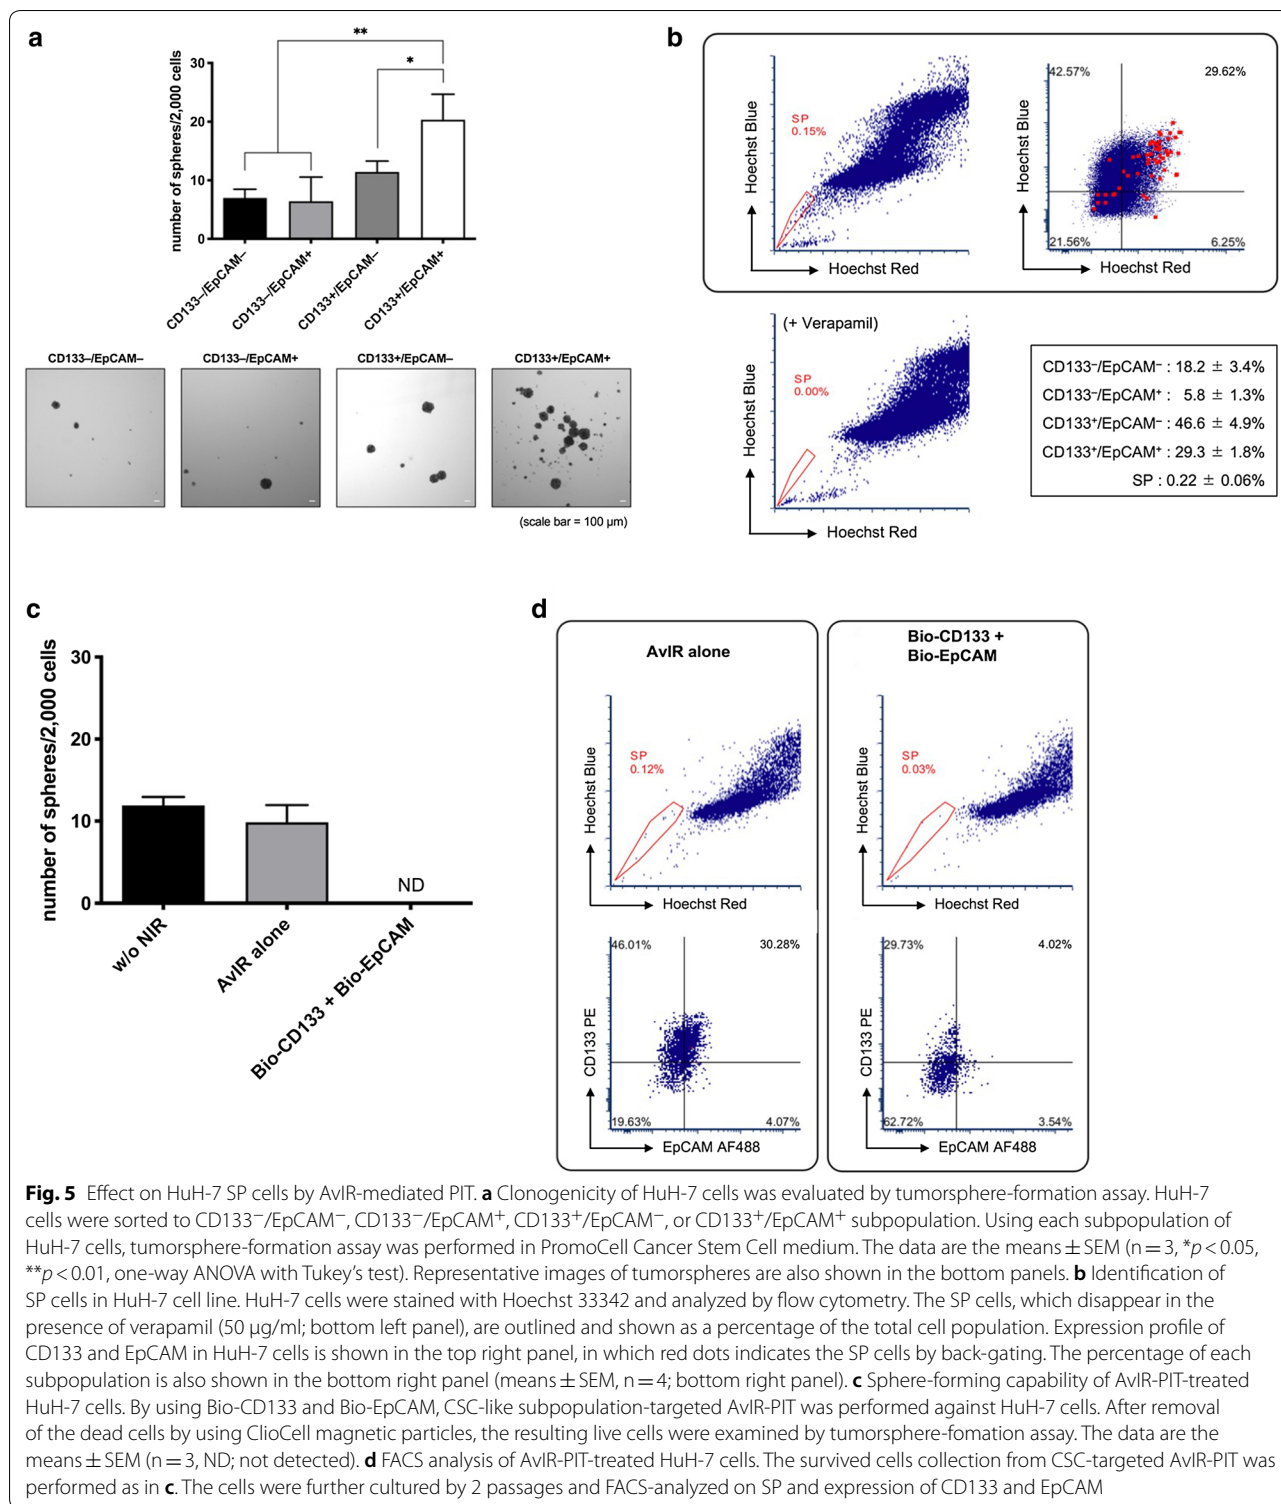 a
**
*
30
20
10
0
number of spheres/2,000 cells
CD133–/EpCAM–
CD133–/EpCAM+
CD133+/EpCAM–
CD133+/EpCAM+
CD133–/EpCAM–
CD133–/EpCAM+
CD133+/EpCAM–
CD133+/EpCAM+
(scale bar = 100 μm)
b
SP
0.15%
Hoechst Blue
Hoechst Red
42.57%
29.62%
21.56%
6.25%
Hoechst Blue
Hoechst Red
(+ Verapamil)
SP
0.00%
Hoechst Blue
Hoechst Red
CD133⁻/EpCAM⁻ : 18.2 ± 3.4%
CD133⁻/EpCAM⁺ : 5.8 ± 1.3%
CD133⁺/EpCAM⁻ : 46.6 ± 4.9%
CD133⁺/EpCAM⁺ : 29.3 ± 1.8%
SP : 0.22 ± 0.06%
c
number of spheres/2,000 cells
30
20
10
0
ND
w/o NIR
AvIR alone
Bio-CD133 + Bio-EpCAM
d
AvIR alone
SP
0.12%
Hoechst Blue
Hoechst Red
46.01%
30.28%
19.63%
4.07%
CD133 PE
EpCAM AF488
Bio-CD133 +
Bio-EpCAM
SP
0.03%
Hoechst Blue
Hoechst Red
29.73%
4.02%
62.72%
3.54%
CD133 PE
EpCAM AF488
Fig. 5 Effect on HuH-7 SP cells by AvIR-mediated PIT. a Clonogenicity of HuH-7 cells was evaluated by tumorsphere-formation assay. HuH-7
cells were sorted to CD133⁻/EpCAM⁻, CD133⁻/EpCAM⁺, CD133⁺/EpCAM⁻, or CD133⁺/EpCAM⁺ subpopulation. Using each subpopulation of
HuH-7 cells, tumorsphere-formation assay was performed in PromoCell Cancer Stem Cell medium. The data are the means ± SEM (n = 3, *p < 0.05,
**p < 0.01, one-way ANOVA with Tukey's test). Representative images of tumorspheres are also shown in the bottom panels. b Identification of
SP cells in HuH-7 cell line. HuH-7 cells were stained with Hoechst 33342 and analyzed by flow cytometry. The SP cells, which disappear in the
presence of verapamil (50 μg/ml; bottom left panel), are outlined and shown as a percentage of the total cell population. Expression profile of
CD133 and EpCAM in HuH-7 cells is shown in the top right panel, in which red dots indicates the SP cells by back-gating. The percentage of each
subpopulation is also shown in the bottom right panel (means ± SEM, n = 4; bottom right panel). c Sphere-forming capability of AvIR-PIT-treated
HuH-7 cells. By using Bio-CD133 and Bio-EpCAM, CSC-like subpopulation-targeted AvIR-PIT was performed against HuH-7 cells. After removal
of the dead cells by using ClioCell magnetic particles, the resulting live cells were examined by tumorsphere-fomation assay. The data are the
means ± SEM (n = 3, ND; not detected). d FACS analysis of AvIR-PIT-treated HuH-7 cells. The survived cells collection from CSC-targeted AvIR-PIT was
performed as in c. The cells were further cultured by 2 passages and FACS-analyzed on SP and expression of CD133 and EpCAM